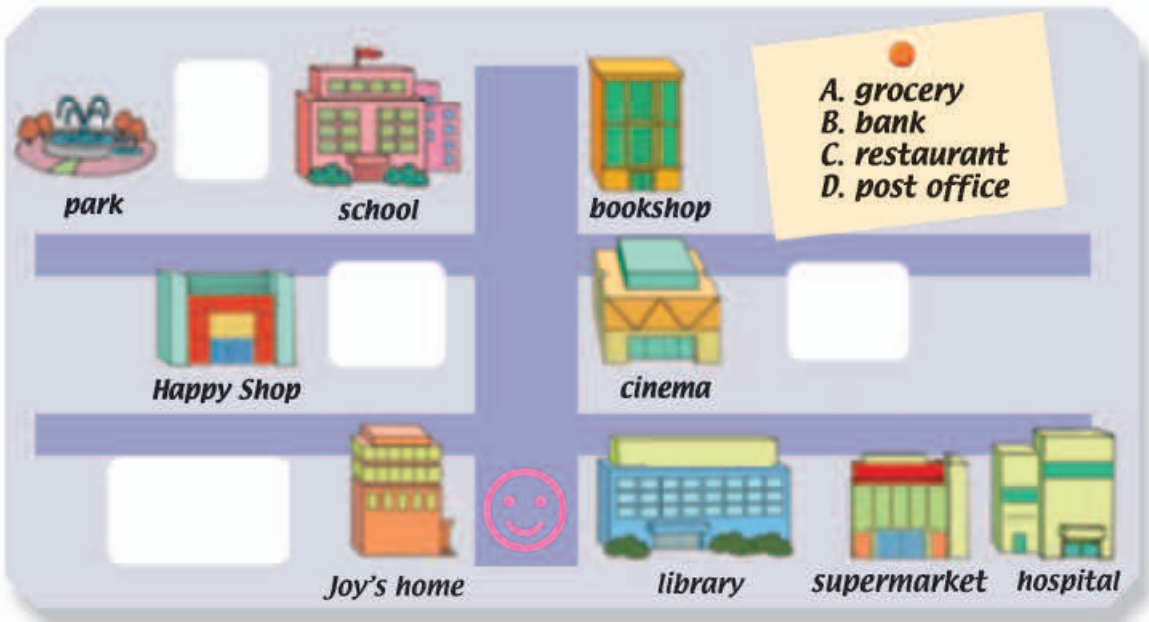 A. grocery
B. bank
C. restaurant
D. post office
park
school
bookshop
Happy Shop
cinema
Joy's home
library
supermarket
hospital